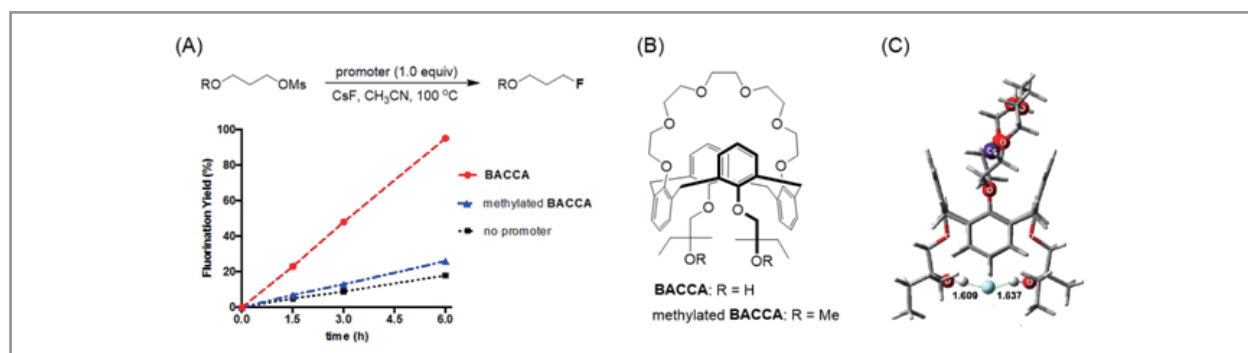 (A)
RO
OMs
promoter (1.0 equiv)
CsF, CH3CN, 100 °C
RO
F
Fluorination Yield (%)
100
80
60
40
20
0
0.0 1.5 3.0 4.5 6.0
time (h)
BACCA
methylated BACCA
no promoter
(B)
O O
O O
O O
O O
OR OR
BACCA: R = H
methylated BACCA: R = Me
(C)
O
O
1.609 1.637